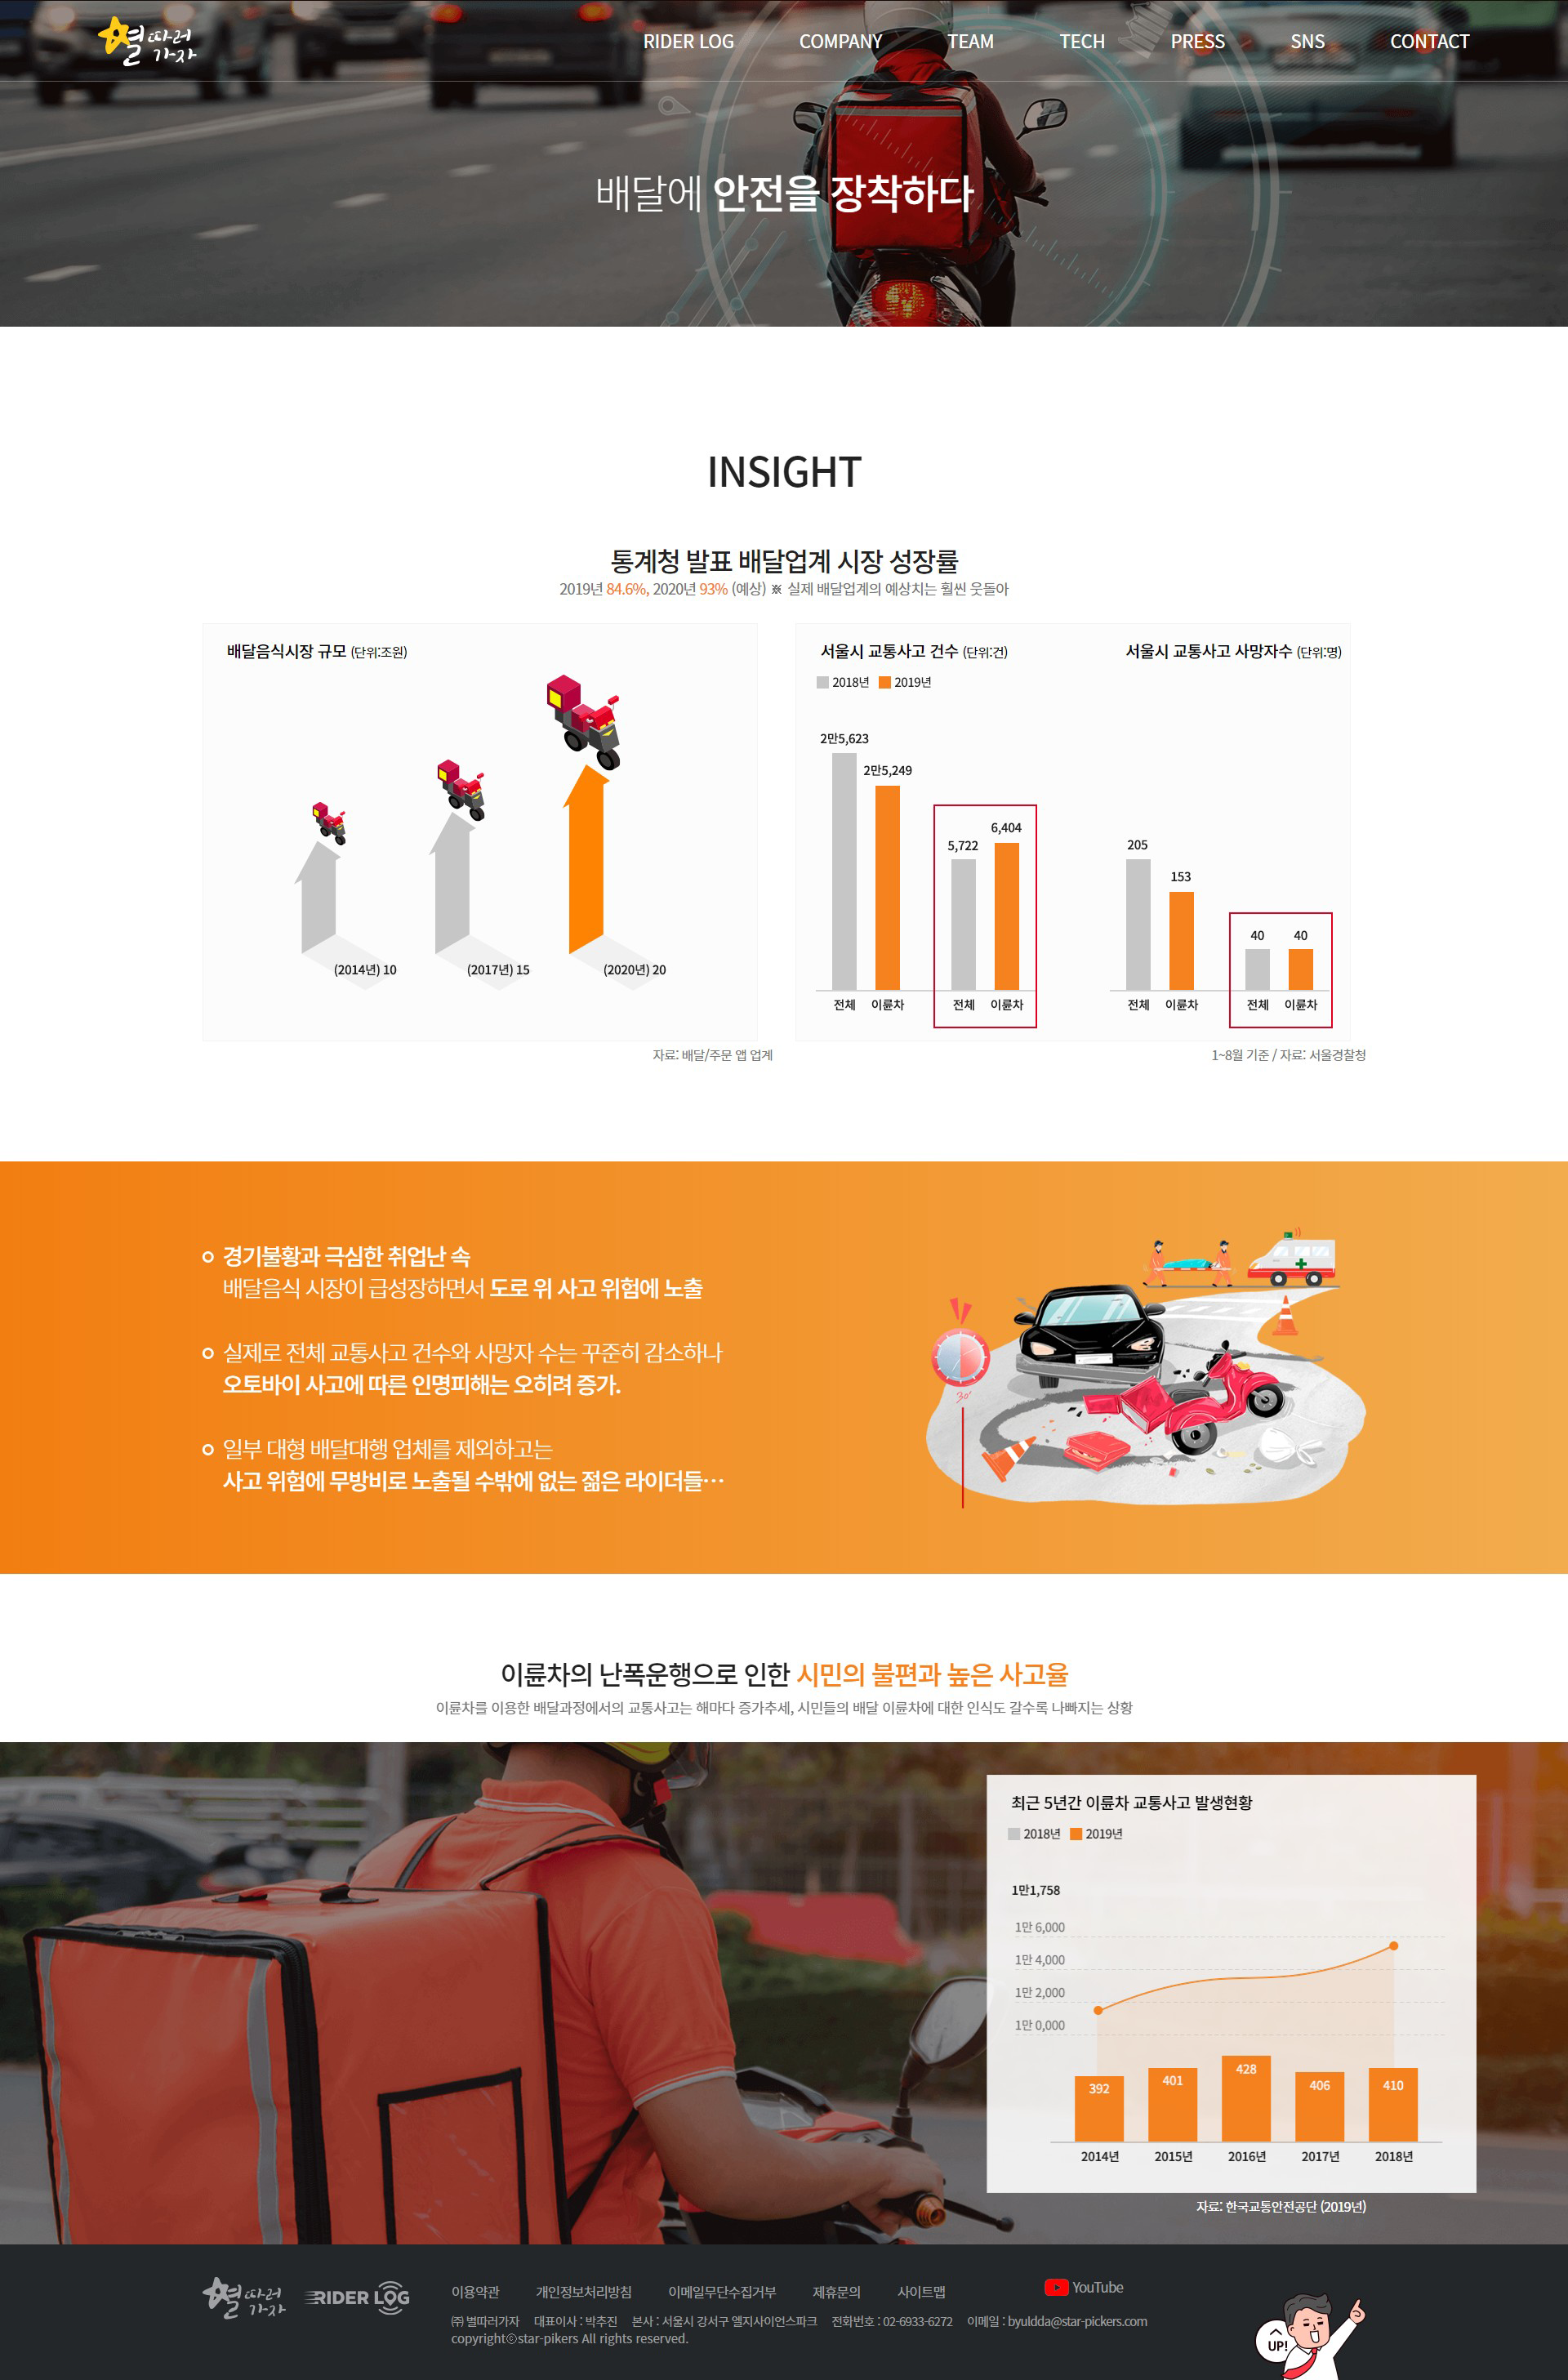 별따러
가자
RIDER LOG COMPANY TEAM TECH PRESS SNS CONTACT
배달에 안전을 장착하다
INSIGHT
통계청 발표 배달업계 시장 성장률
2019년 84.6%, 2020년 93% (예상) ※ 실제 배달업계의 예상치는 훨씬 웃돌아
배달음식시장 규모 (단위:조원)
(2014년) 10
(2017년) 15
(2020년) 20
자료: 배달/주문 앱 업계
서울시 교통사고 건수 (단위:건)
2018년 2019년
2만5,623
2만5,249
5,722
6,404
전체 이륜차 전체 이륜차
서울시 교통사고 사망자수 (단위:명)
205
153
40 40
전체 이륜차 전체 이륜차
1~8월 기준 / 자료: 서울경찰청
경기불황과 극심한 취업난 속
배달음식 시장이 급성장하면서 도로 위 사고 위험에 노출
실제로 전체 교통사고 건수와 사망자 수는 꾸준히 감소하나
오토바이 사고에 따른 인명피해는 오히려 증가.
일부 대형 배달대행 업체를 제외하고는
사고 위험에 무방비로 노출될 수밖에 없는 젊은 라이더들…
30'
이륜차의 난폭운행으로 인한 시민의 불편과 높은 사고율
이륜차를 이용한 배달과정에서의 교통사고는 해마다 증가추세, 시민들의 배달 이륜차에 대한 인식도 갈수록 나빠지는 상황
최근 5년간 이륜차 교통사고 발생현황
2018년 2019년
1만1,758
1만 6,000
1만 4,000
1만 2,000
1만 0,000
392 401 428 406 410
2014년 2015년 2016년 2017년 2018년
자료: 한국교통안전공단 (2019년)
별따러
가자
RIDER LOG
이용약관 개인정보처리방침 이메일무단수집거부 제휴문의 사이트맵
YouTube
㈜ 별따러가자 대표이사 : 박추진 본사 : 서울시 강서구 엘지사이언스파크 전화번호 : 02-6933-6272 이메일 : byuldda@star-pickers.com
copyrightⓒstar-pikers All rights reserved.
UP!